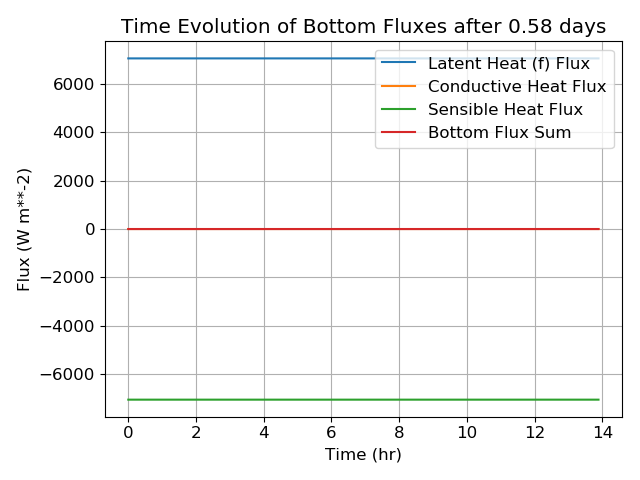 Time Evolution of Bottom Fluxes after 0.58 days
Latent Heat (f) Flux
Conductive Heat Flux
Sensible Heat Flux
Bottom Flux Sum
6000
4000
2000
0
−2000
−4000
−6000
Flux (W m**-2)
0 2 4 6 8 10 12 14
Time (hr)